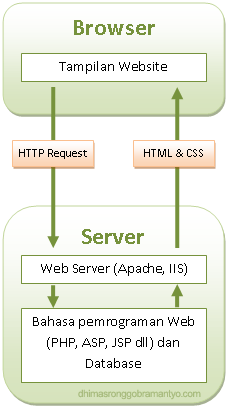 Browser
Tampilan Website
HTTP Request
HTML & CSS
Server
Web Server (Apache, IIS)
Bahasa pemrograman Web
(PHP, ASP, JSP dll) dan
Database
dhimasronggobramantyo.com